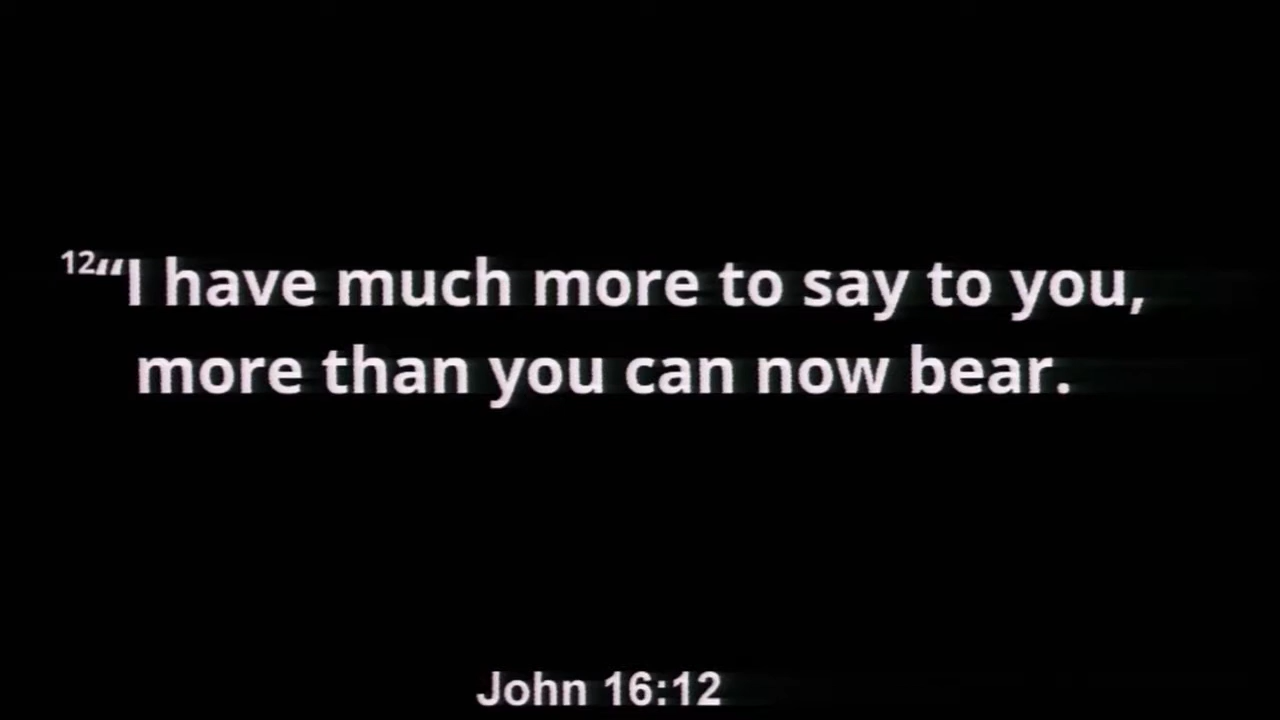 12“I have much more to say to you,
more than you can now bear.
John 16:12